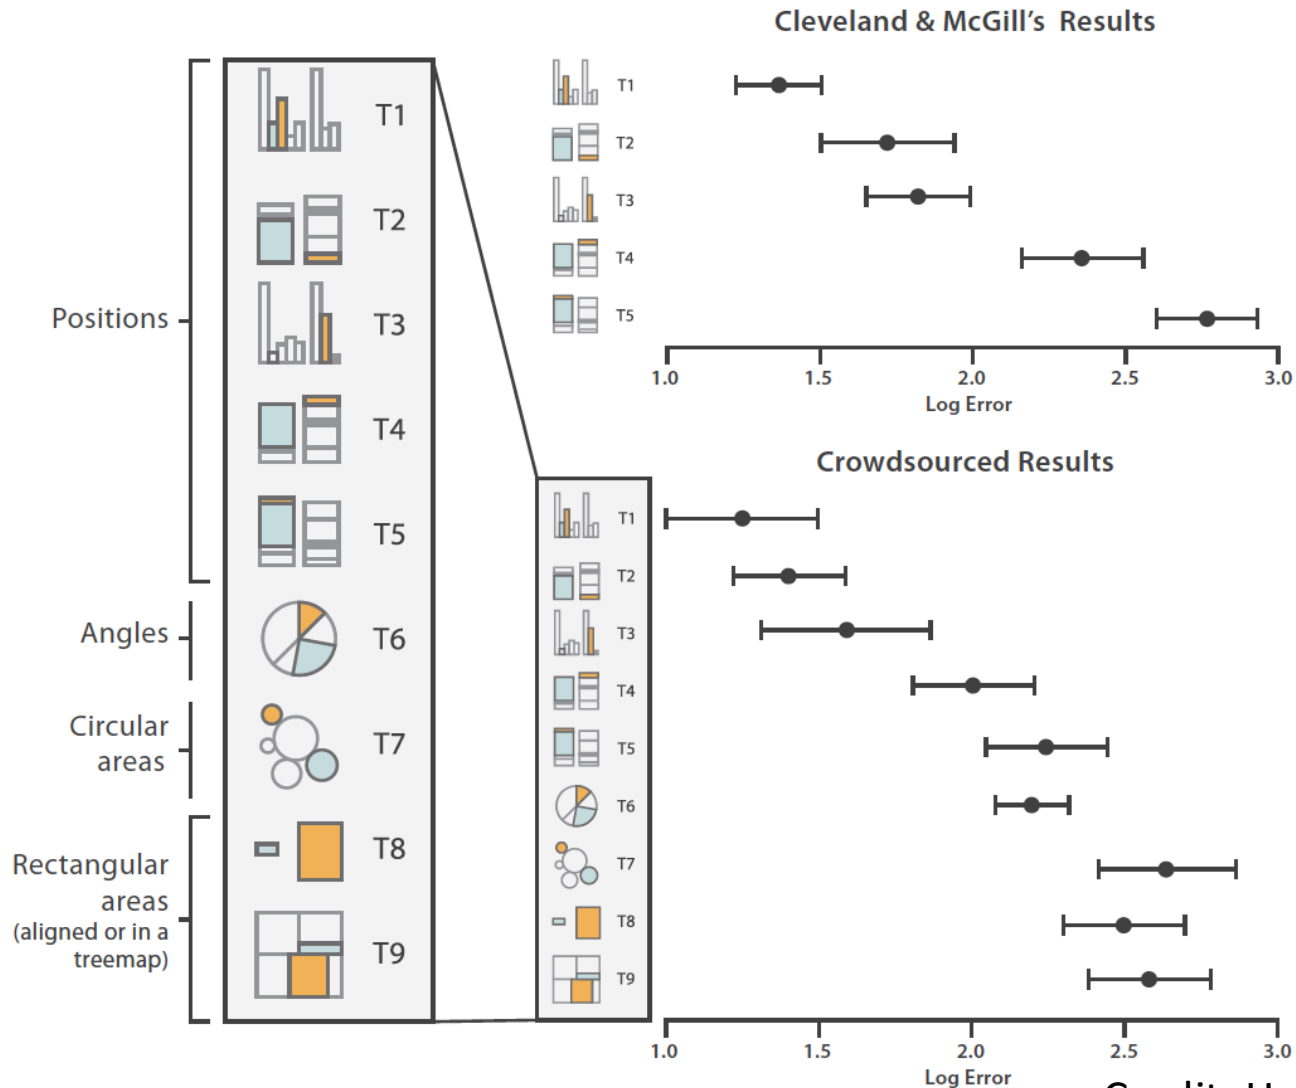 Positions
Angles
Circular
areas
Rectangular
areas
(aligned or in a
treemap)
T1
T2
T3
T4
T5
T6
T7
T8
T9
Cleveland & McGill's Results
T1
T2
T3
T4
T5
1.0 1.5 2.0 2.5 3.0
Log Error
Crowdsourced Results
T1
T2
T3
T4
T5
T6
T7
T8
T9
1.0 1.5 2.0 2.5 3.0
Log Error